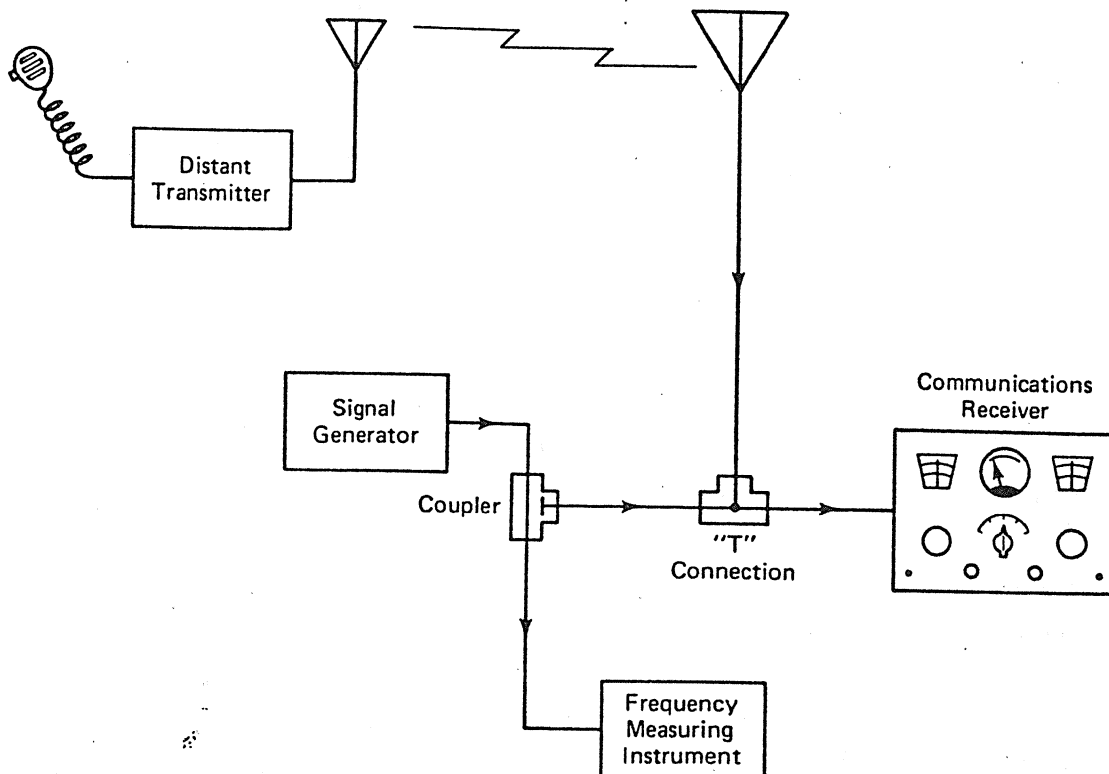 Distant
Transmitter
Communications
Receiver
Signal
Generator
Coupler
"T"
Connection
Frequency
Measuring
Instrument